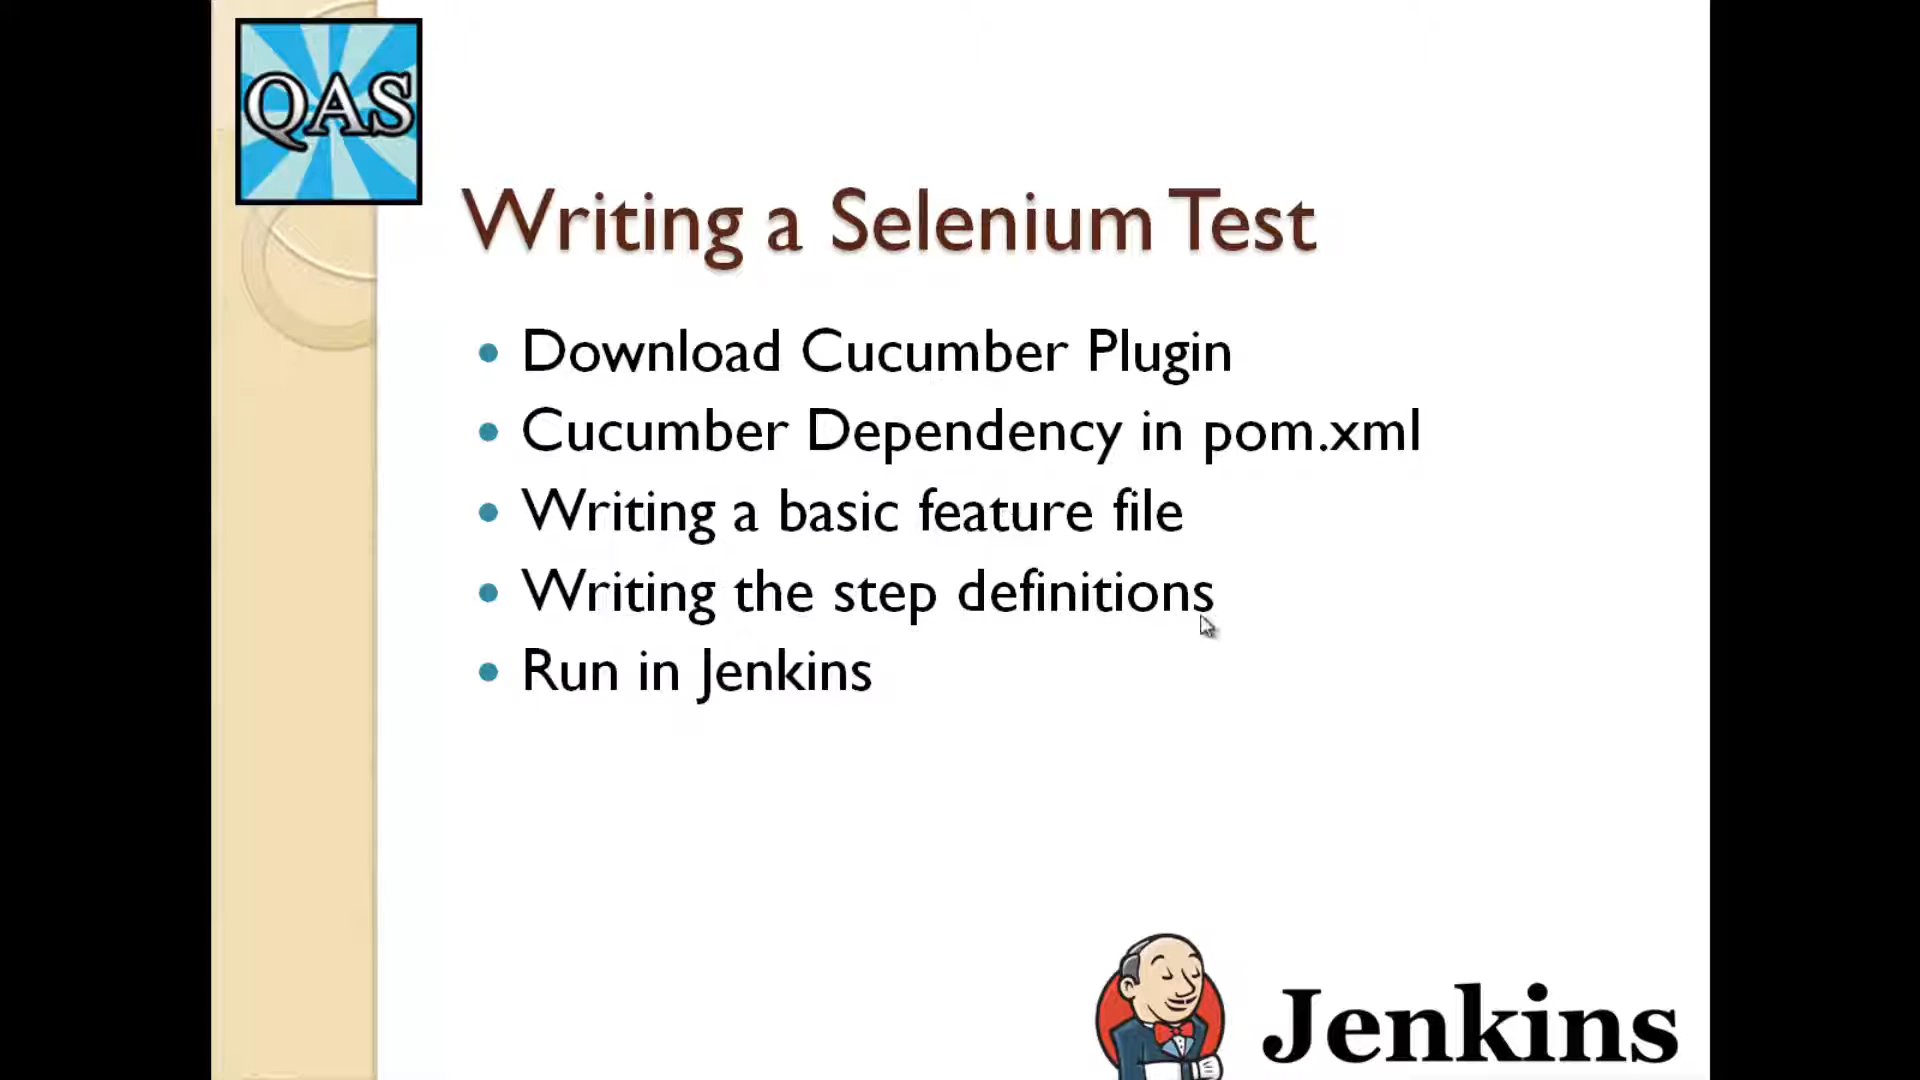 QAS
Writing a Selenium Test
Download Cucumber Plugin
Cucumber Dependency in pom.xml
Writing a basic feature file
Writing the step definitions
Run in Jenkins
Jenkins